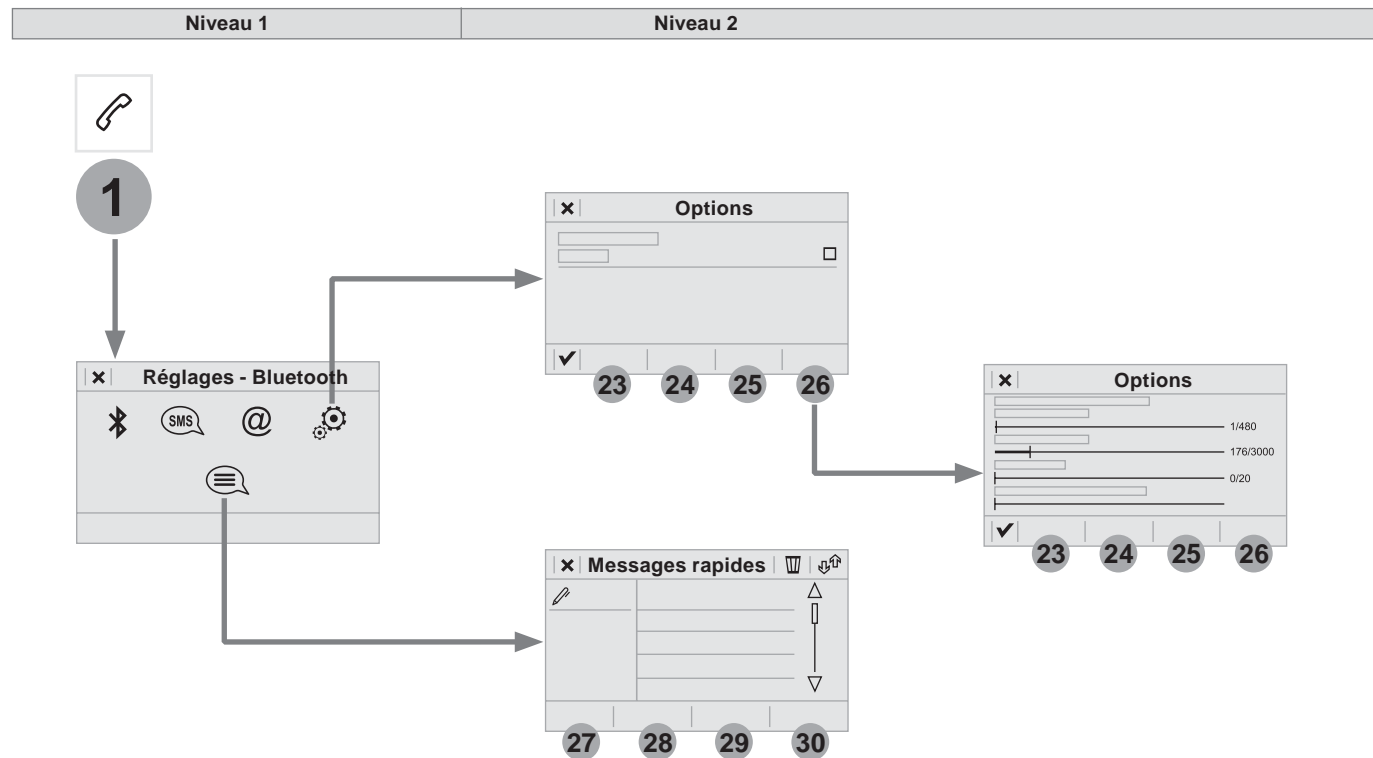 Niveau 1
Niveau 2
1
Options
23
24
25
26
Réglages - Bluetooth
SMS
@
Options
1/480
176/3000
0/20
23
24
25
26
Messages rapides
27
28
29
30